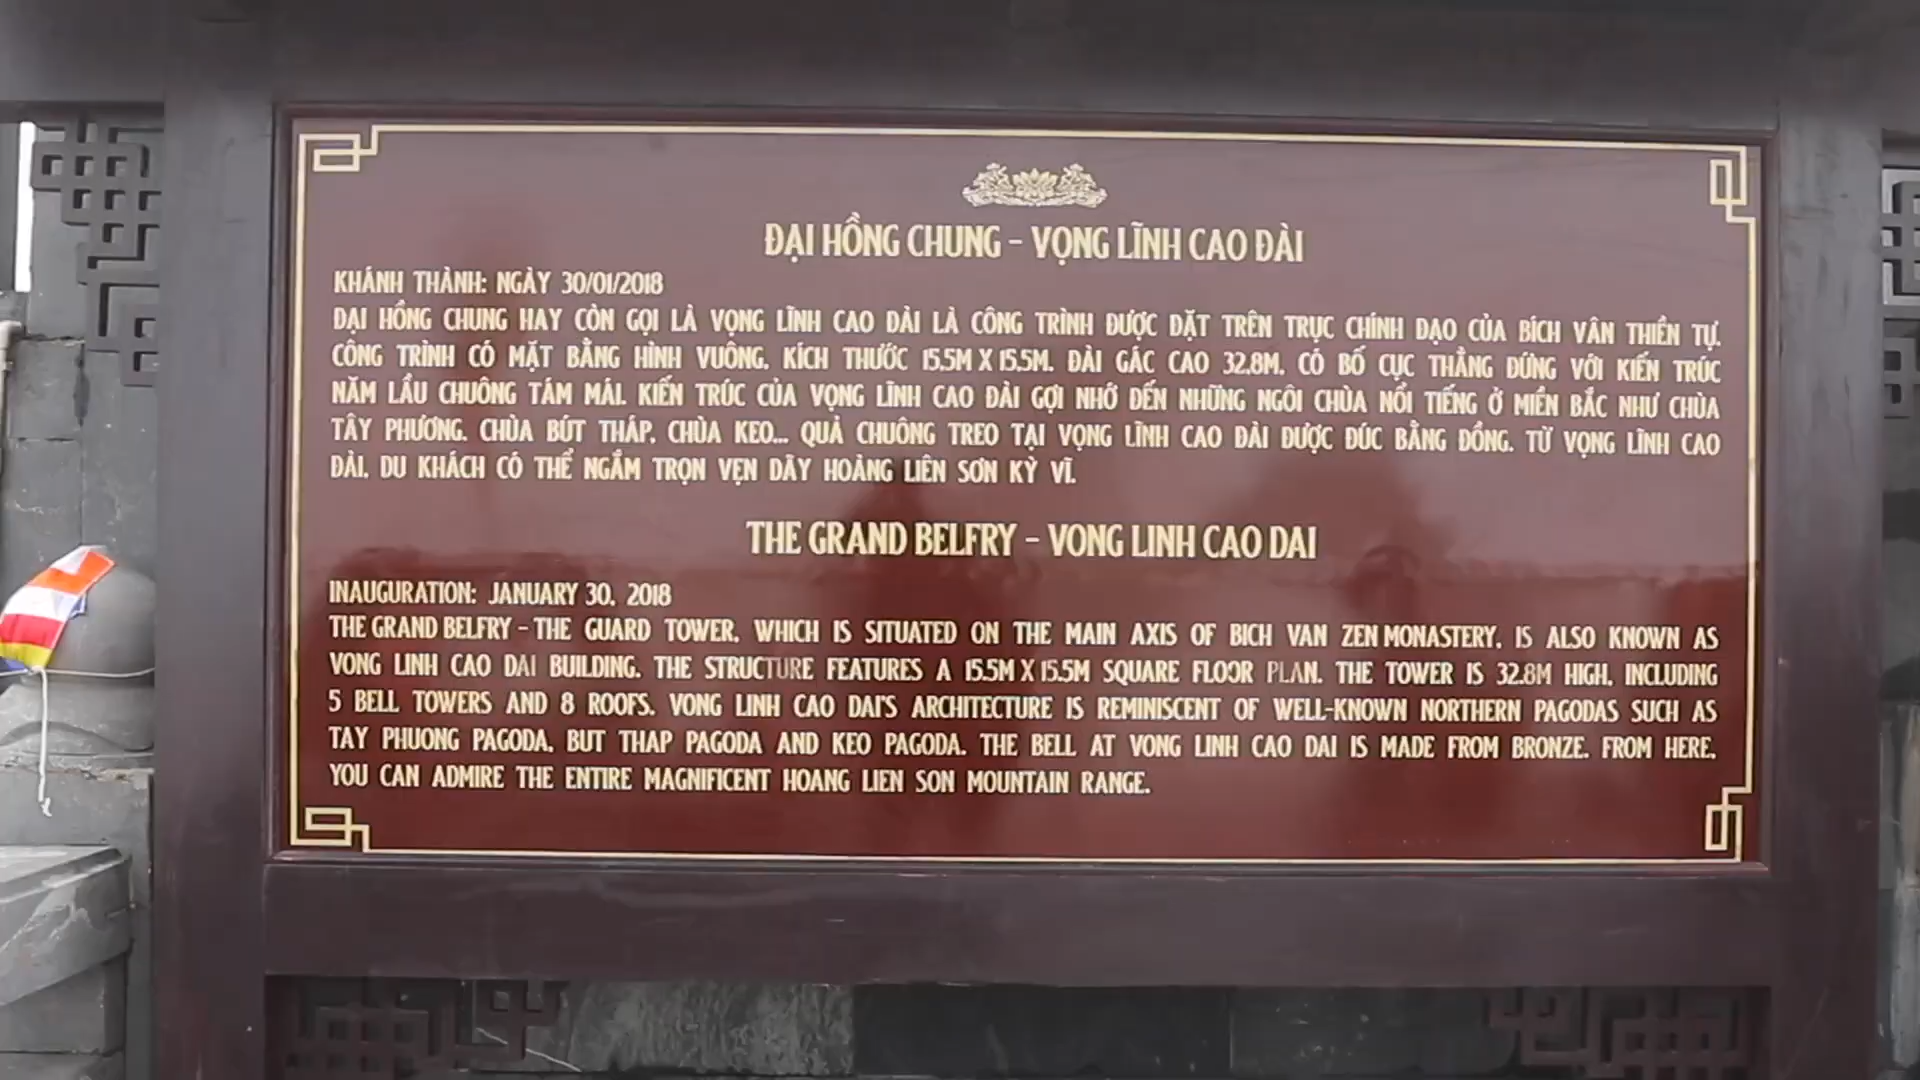 ĐẠI HỒNG CHUNG - VỌNG LĨNH CAO ĐÀI
KHÁNH THÀNH: NGÀY 30/01/2018
ĐẠI HỒNG CHUNG HAY CÒN GỌI LÀ VỌNG LĨNH CAO ĐÀI LÀ CÔNG TRÌNH ĐƯỢC ĐẶT TRÊN TRỤC CHÍNH ĐẠO CỦA BÍCH VÂN THIỀN TỰ.
CÔNG TRÌNH CÓ MẶT BẰNG HÌNH VUÔNG, KÍCH THƯỚC 15.5M X 15.5M. ĐÀI GÁC CAO 32.8M, CÓ BỐ CỤC THẲNG ĐỨNG VỚI KIẾN TRÚC
NĂM LẦU CHUÔNG TÁM MÁI. KIẾN TRÚC CỦA VỌNG LĨNH CAO ĐÀI GỢI NHỚ ĐẾN NHỮNG NGÔI CHÙA NỔI TIẾNG Ở MIỀN BẮC NHƯ CHÙA
TÂY PHƯƠNG, CHÙA BÚT THÁP, CHÙA KEO... QUẢ CHUÔNG TREO TẠI VỌNG LĨNH CAO ĐÀI ĐƯỢC ĐÚC BẰNG ĐỒNG. TỪ VỌNG LĨNH CAO
ĐÀI, DU KHÁCH CÓ THỂ NGẮM TRỌN VẸN DÃY HOÀNG LIÊN SƠN KỲ VĨ.
THE GRAND BELFRY - VONG LINH CAO DAI
INAUGURATION: JANUARY 30, 2018
THE GRAND BELFRY - THE GUARD TOWER, WHICH IS SITUATED ON THE MAIN AXIS OF BICH VAN ZEN MONASTERY, IS ALSO KNOWN AS
VONG LINH CAO DAI BUILDING. THE STRUCTURE FEATURES A 15.5M X 15.5M SQUARE FLOOR PLAN. THE TOWER IS 32.8M HIGH, INCLUDING
5 BELL TOWERS AND 8 ROOFS. VONG LINH CAO DAI'S ARCHITECTURE IS REMINISCENT OF WELL-KNOWN NORTHERN PAGODAS SUCH AS
TAY PHUONG PAGODA, BUT THAP PAGODA AND KEO PAGODA. THE BELL AT VONG LINH CAO DAI IS MADE FROM BRONZE. FROM HERE,
YOU CAN ADMIRE THE ENTIRE MAGNIFICENT HOANG LIEN SON MOUNTAIN RANGE.